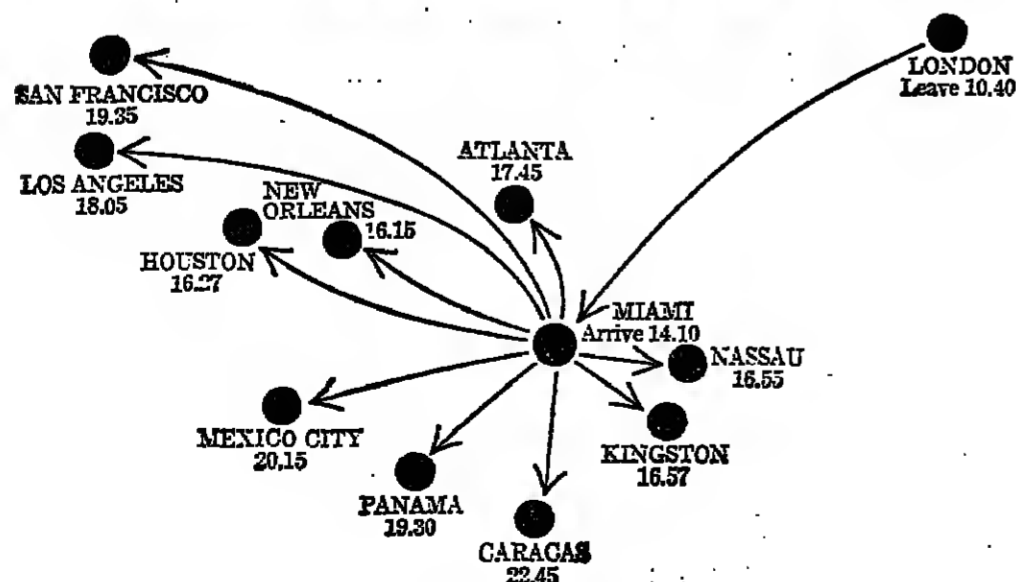 LONDON
Leave 10.40
SAN FRANCISCO
19.35
ATLANTA
17.45
LOS ANGELES
18.05
NEW
ORLEANS
16.15
HOUSTON
16.27
MIAMI
Arrive 14.10
NASSAU
16.55
MEXICO CITY
20.15
KINGSTON
16.57
PANAMA
19.30
CARACAS
22.45